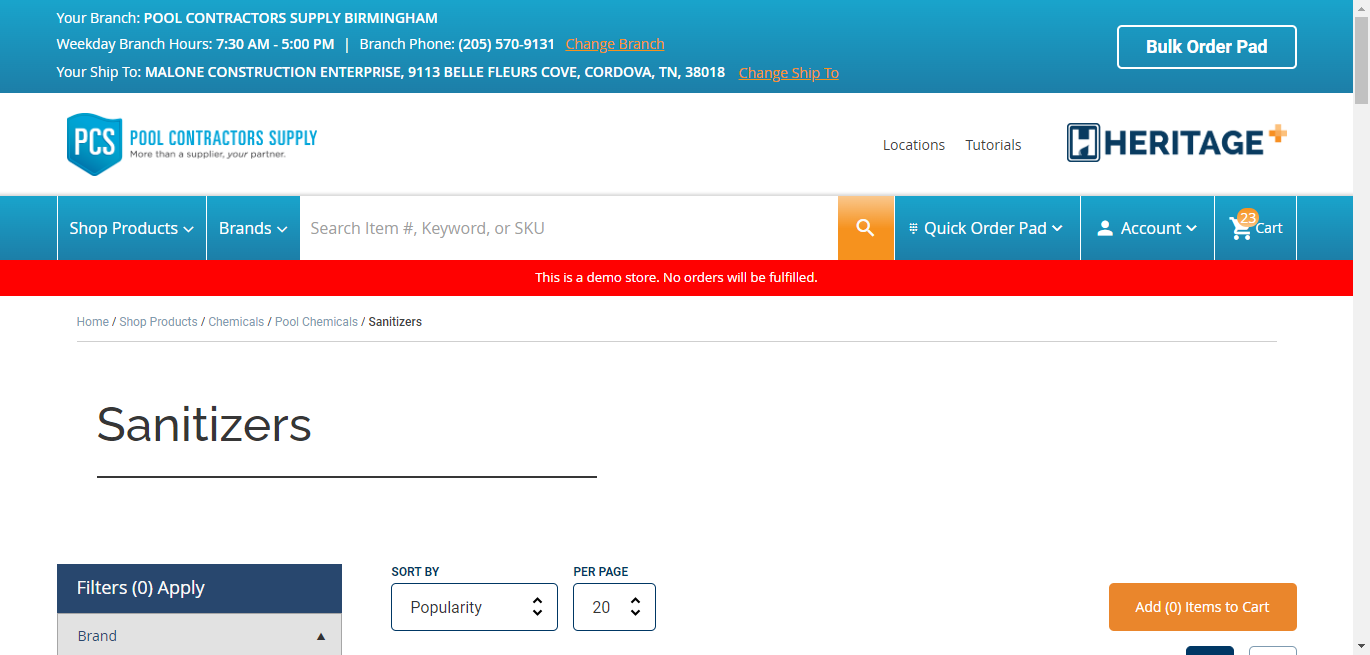 Your Branch: POOL CONTRACTORS SUPPLY BIRMINGHAM
Weekday Branch Hours: 7:30 AM - 5:00 PM | Branch Phone: (205) 570-9131 Change Branch
Your Ship To: MALONE CONSTRUCTION ENTERPRISE, 9113 BELLE FLEURS COVE, CORDOVA, TN, 38018 Change Ship To
Bulk Order Pad
PCS POOL CONTRACTORS SUPPLY
More than a supplier, your partner.
Locations Tutorials
H HERITAGE+
Shop Products Brands Search Item #, Keyword, or SKU Quick Order Pad Account 23 Cart
This is a demo store. No orders will be fulfilled.
Home / Shop Products / Chemicals / Pool Chemicals / Sanitizers
Sanitizers
Filters (0) Apply
Brand
SORT BY PER PAGE
Popularity 20
Add (0) Items to Cart